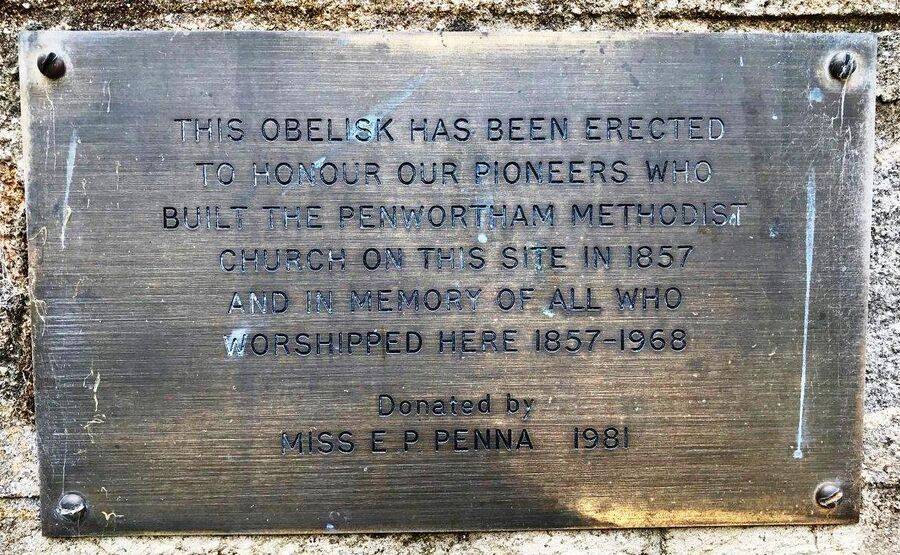 THIS OBELISK HAS BEEN ERECTED
TO HONOUR OUR PIONEERS WHO
BUILT THE PENWORTHAM METHODIST
CHURCH ON THIS SITE IN 1857
AND IN MEMORY OF ALL WHO
WORSHIPPED HERE 1857-1968
Donated by
MISS E P PENNA 1981